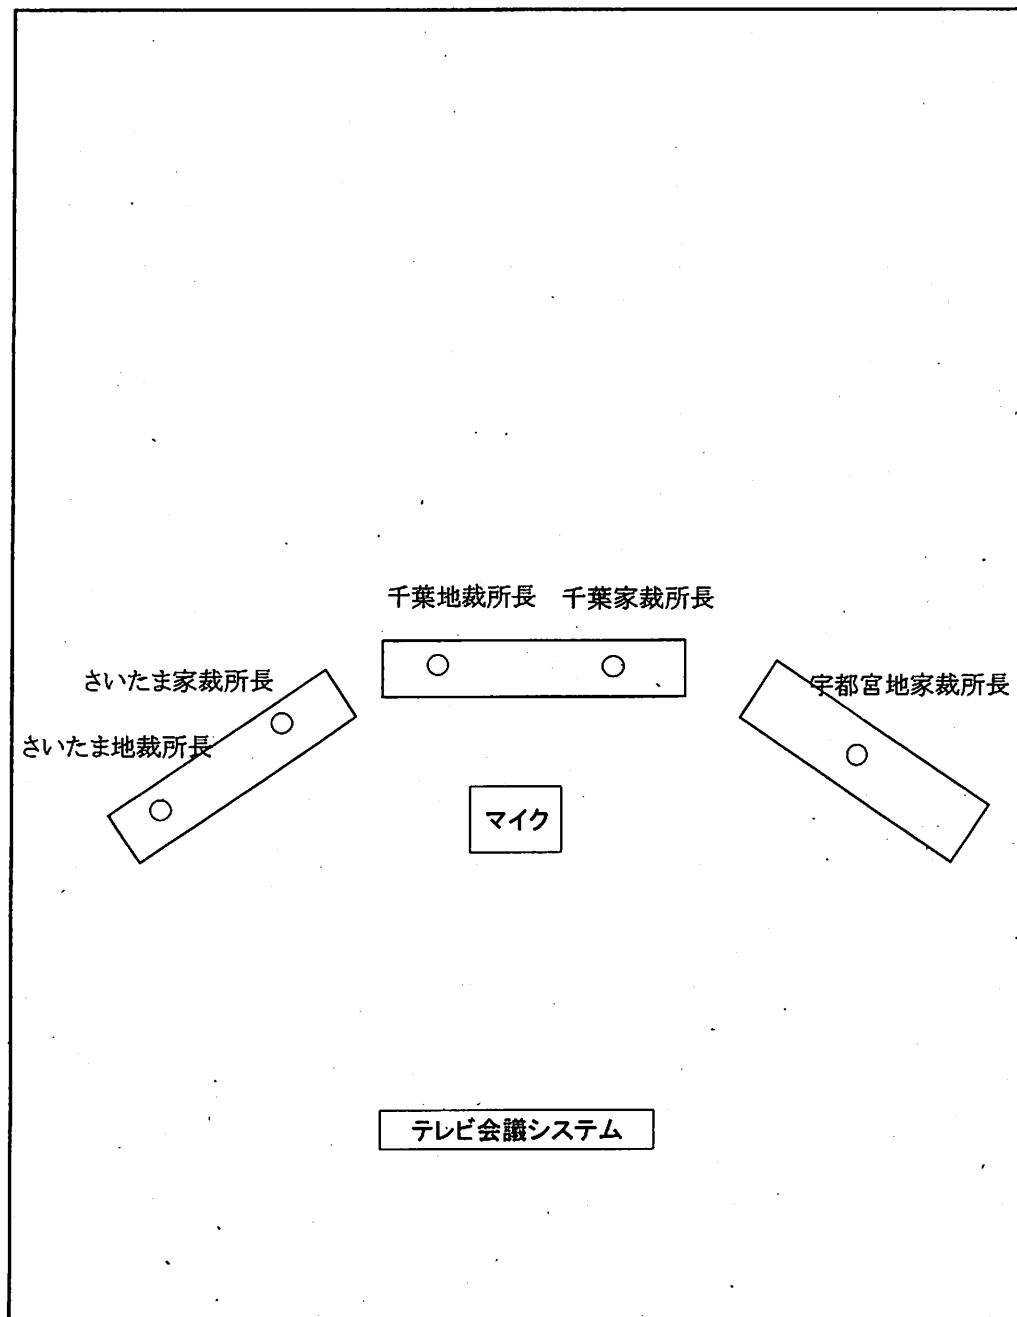 千葉地裁所長 千葉家裁所長
さいたま家裁所長
宇都宮地家裁所長
さいたま地裁所長
マイク
テレビ会議システム